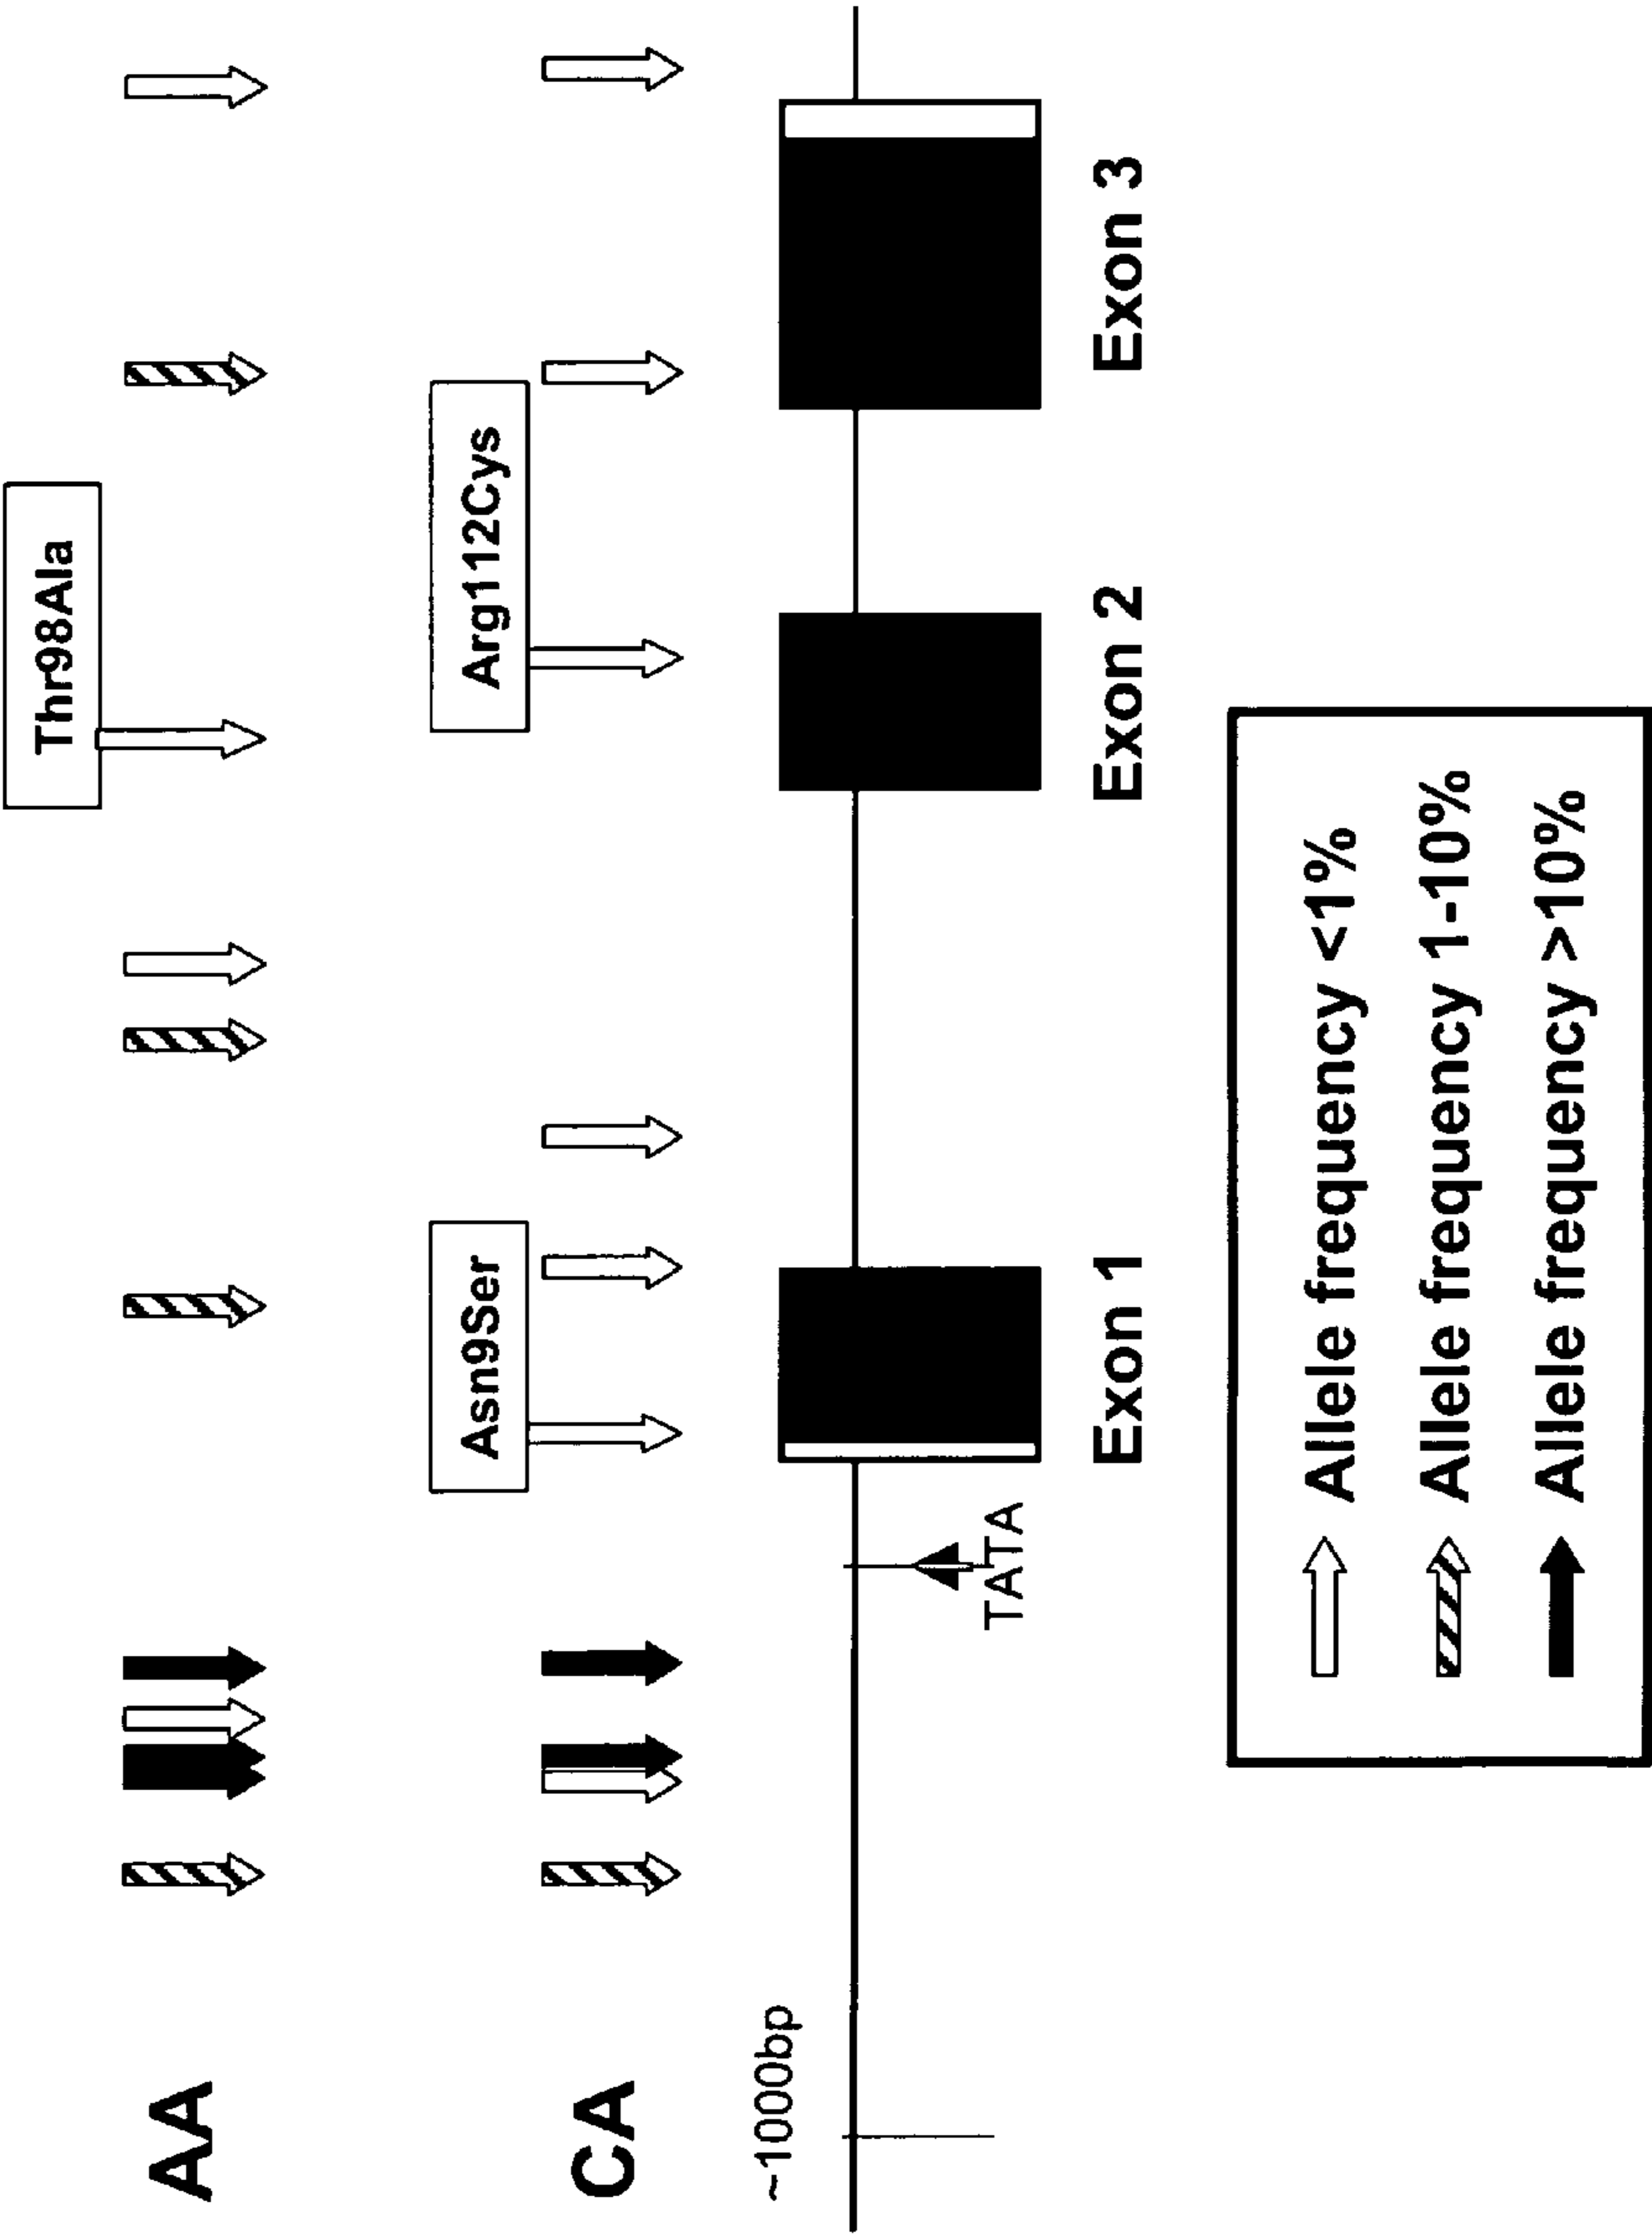 Thr98Ala
AA
Asn9Ser
Arg112Cys
CA
~1000bp
TATA
Exon 1
Exon 2
Exon 3
Allele frequency <1%
Allele frequency 1-10%
Allele frequency >10%